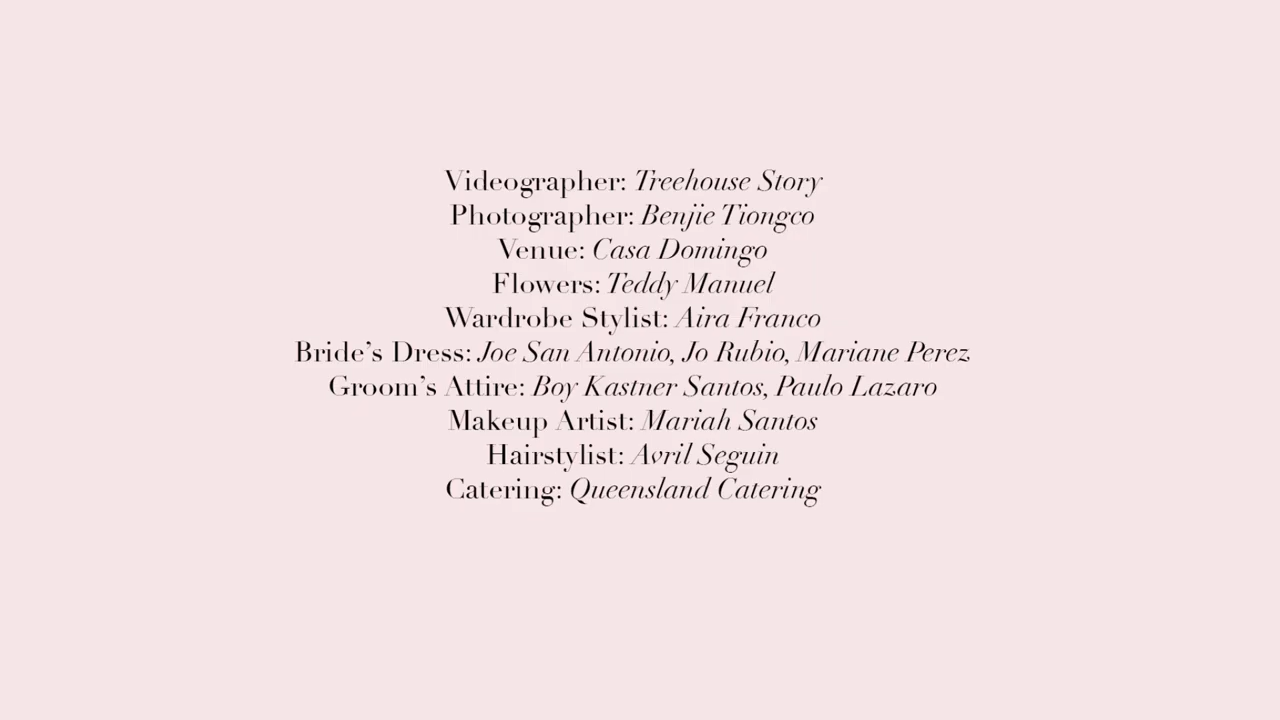 Videographer: Treehouse Story
Photographer: Benjie Tiongco
Venue: Casa Domingo
Flowers: Teddy Manuel
Wardrobe Stylist: Aira Franco
Bride’s Dress: Joe San Antonio, Jo Rubio, Mariane Perez
Groom’s Attire: Boy Kastner Santos, Paulo Lazaro
Makeup Artist: Mariah Santos
Hairstylist: Avril Seguin
Catering: Queensland Catering